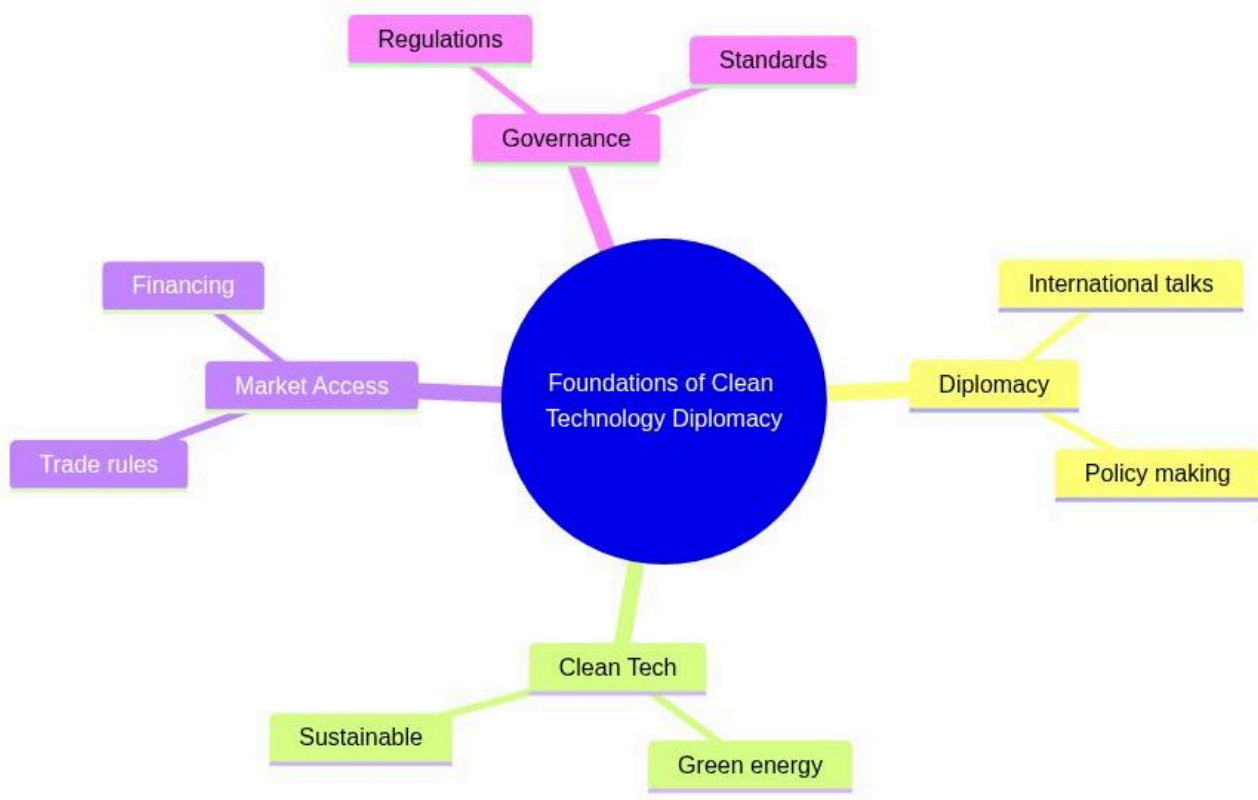 Regulations
Standards
Governance
Financing
International talks
Market Access
Foundations of Clean
Technology Diplomacy
Diplomacy
Trade rules
Policy making
Clean Tech
Sustainable
Green energy